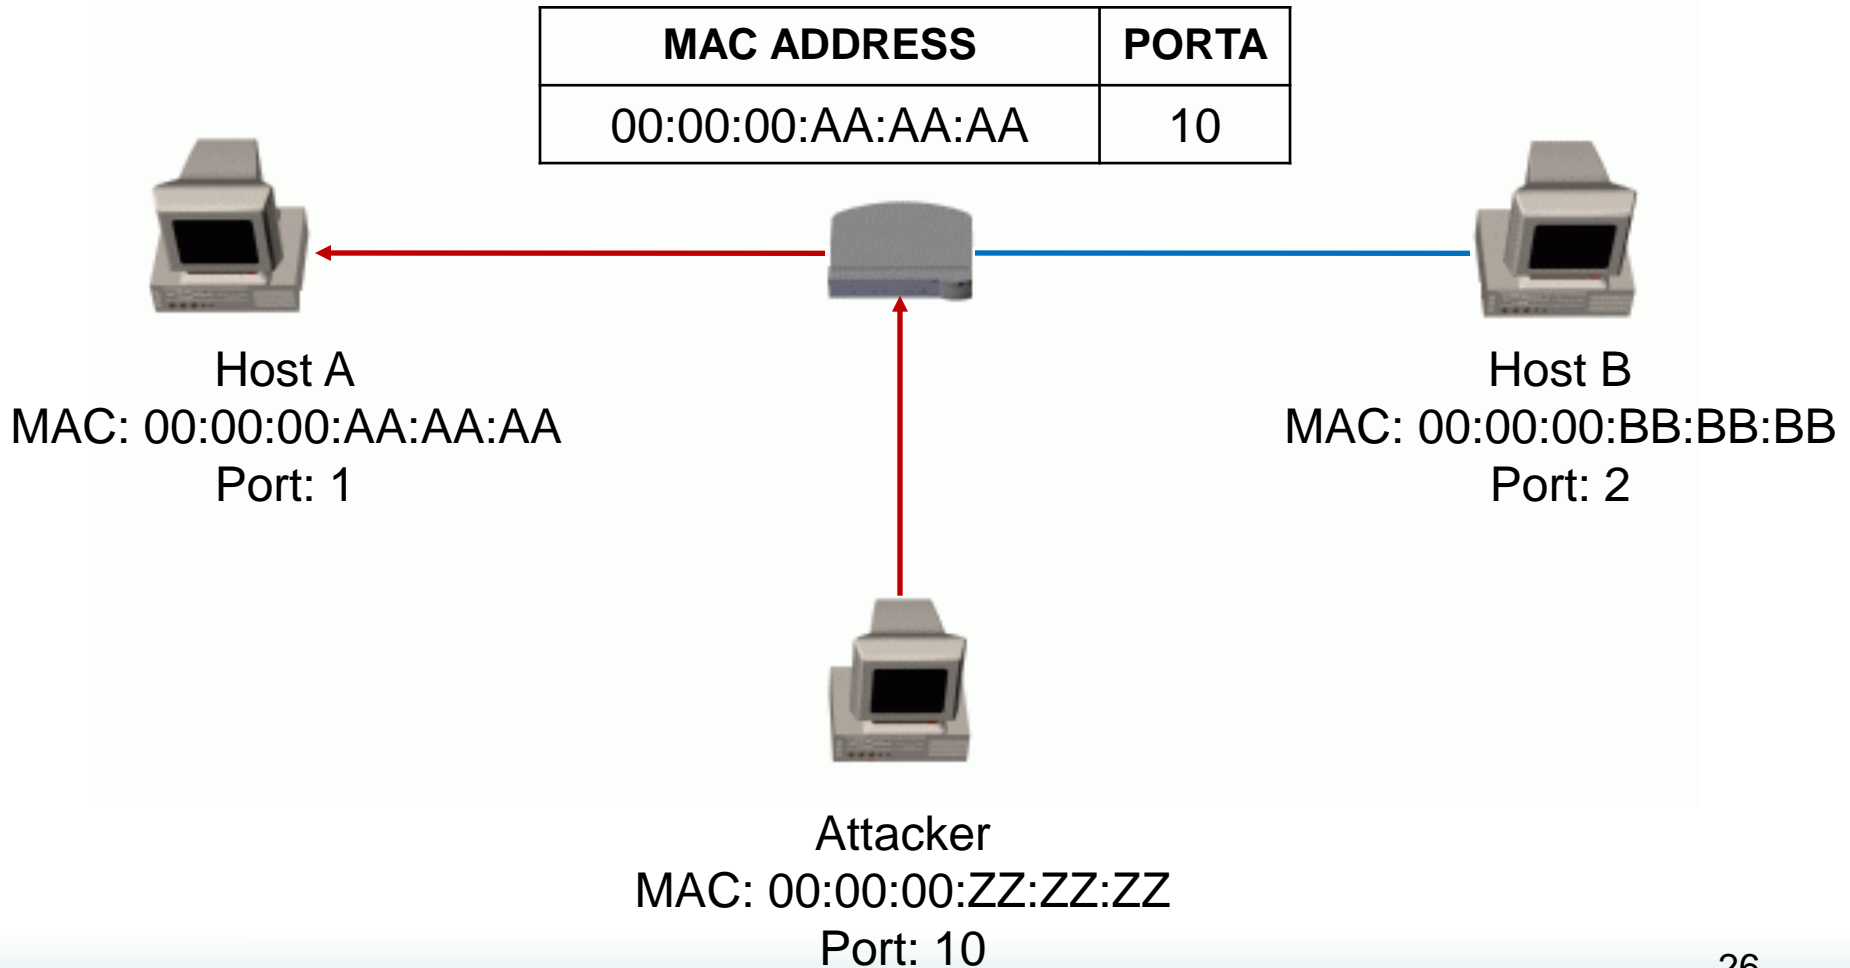 MAC ADDRESS PORTA
00:00:00:AA:AA:AA 10
Host A
MAC: 00:00:00:AA:AA:AA
Port: 1
Host B
MAC: 00:00:00:BB:BB:BB
Port: 2
Attacker
MAC: 00:00:00:ZZ:ZZ:ZZ
Port: 10
26